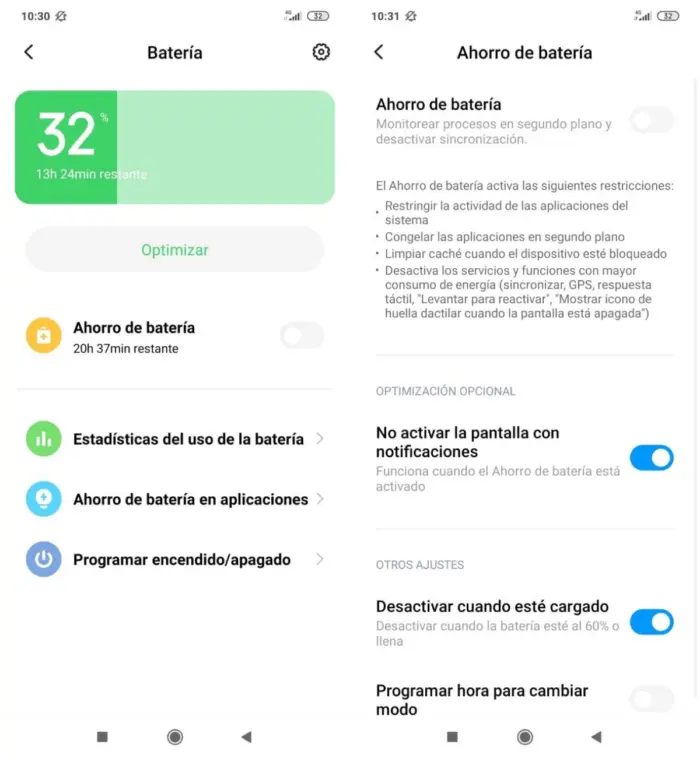 10:30
4G
32
Batería
32%
13h 24min restante
Optimizar
Ahorro de batería
20h 37min restante
Estadísticas del uso de la batería
Ahorro de batería en aplicaciones
Programar encendido/apagado
10:31
4G
32
Ahorro de batería
Ahorro de batería
Monitorear procesos en segundo plano y
desactivar sincronización.
El Ahorro de batería activa las siguientes restricciones:
• Restringir la actividad de las aplicaciones del
sistema
• Congelar las aplicaciones en segundo plano
• Limpiar caché cuando el dispositivo esté bloqueado
• Desactiva los servicios y funciones con mayor
consumo de energía (sincronizar, GPS, respuesta
táctil, "Levantar para reactivar", "Mostrar icono de
huella dactilar cuando la pantalla está apagada")
OPTIMIZACIÓN OPCIONAL
No activar la pantalla con
notificaciones
Funciona cuando el Ahorro de batería está
activado
OTROS AJUSTES
Desactivar cuando esté cargado
Desactivar cuando la batería esté al 60% o
llena
Programar hora para cambiar
modo